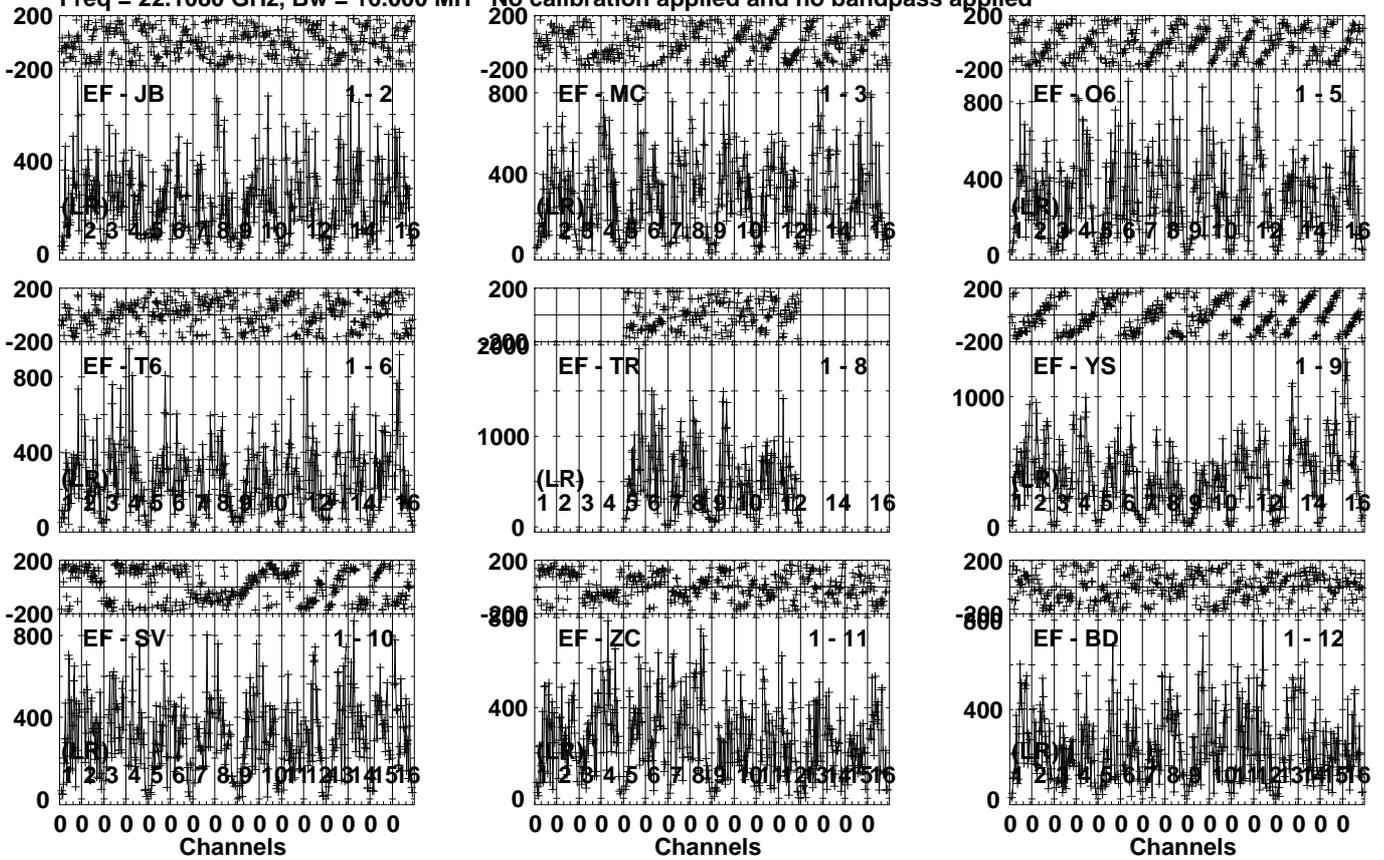 Freq = 22.1080 GHz, Bw = 16.000 MH No calibration applied and no bandpass applied
200 200 200
-200 -200 -200
EF - JB 1 - 2 EF - MC 1 - 3 EF - O6 1 - 5
800 800
400 400 400
(LR) (LR) (LR)
1 2 3 4 5 6 7 8 9 10 12 14 16 1 2 3 4 5 6 7 8 9 10 12 14 16 1 2 3 4 5 6 7 8 9 10 12 14 16
0 0 0
200 200 200
-200 -200 -200
2000
EF - T6 1 - 6 EF - TR 1 - 8 EF - YS 1 - 9
800 1000
400 1000
(LR) (LR) (LR)
1 2 3 4 5 6 7 8 9 10 12 14 16 1 2 3 4 5 6 7 8 9 10 12 14 16 1 2 3 4 5 6 7 8 9 10 12 14 16
0 0 0
200 200 200
-200 -200 -200
800 800 800
EF - SV 1 - 10 EF - ZC 1 - 11 EF - BD 1 - 12
400 400 400
(LR) (LR) (LR)
1 2 3 4 5 6 7 8 9 10 11 12 13 14 15 16 1 2 3 4 5 6 7 8 9 10 11 12 13 14 15 16 1 2 3 4 5 6 7 8 9 10 11 12 13 14 15 16
0 0 0
0 0 0 0 0 0 0 0 0 0 0 0 0 0 0 0 0 0 0 0 0 0 0 0 0 0 0 0 0 0 0 0 0 0 0 0 0 0 0 0 0 0 0 0 0 0 0 0
Channels Channels Channels